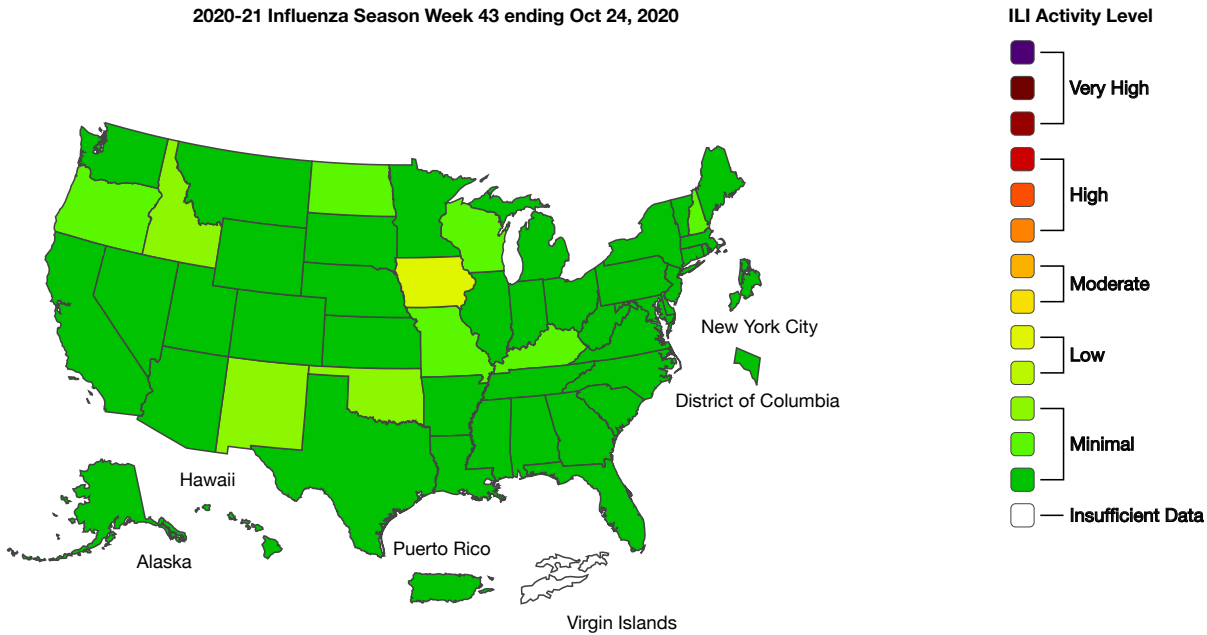 2020-21 Influenza Season Week 43 ending Oct 24, 2020
ILI Activity Level
Very High
High
Moderate
Low
Minimal
Insufficient Data
New York City
District of Columbia
Hawaii
Alaska
Puerto Rico
Virgin Islands